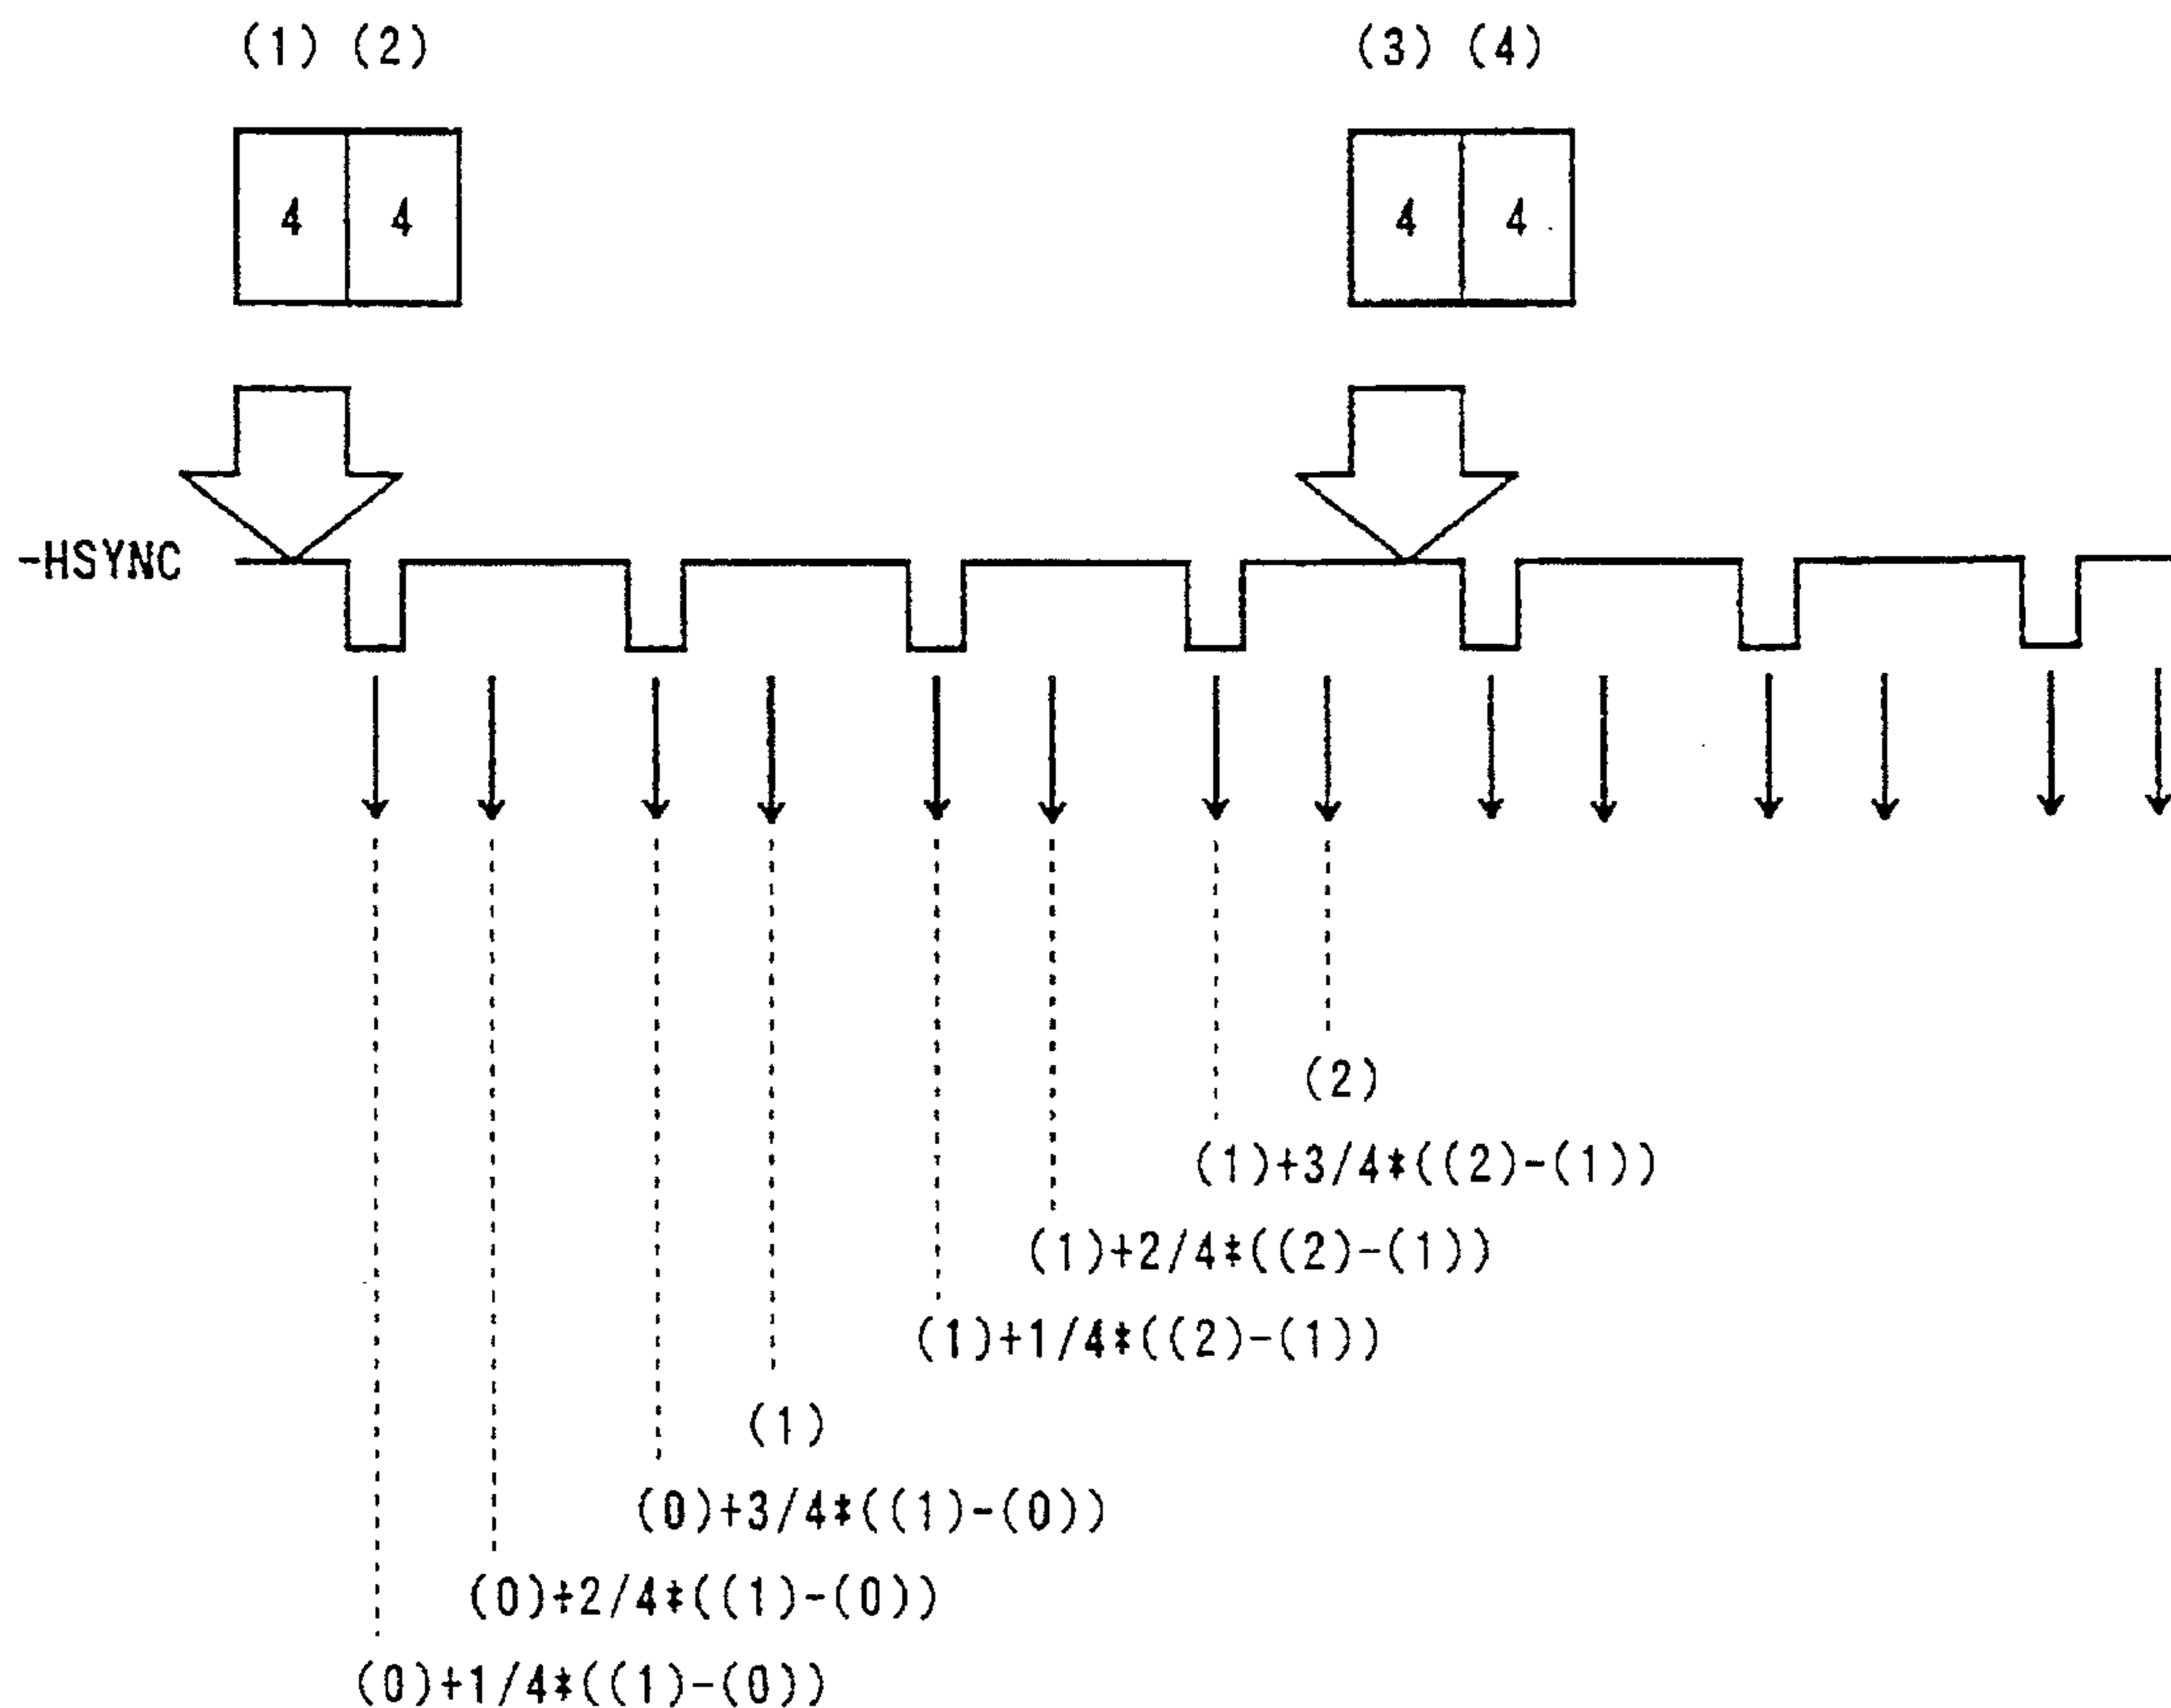 (1) (2) (3) (4)
4 4 4 4
-HSYNC
(2)
(1)+3/4*((2)-(1))
(1)+2/4*((2)-(1))
(1)+1/4*((2)-(1))
(1)
(0)+3/4*((1)-(0))
(0)+2/4*((1)-(0))
(0)+1/4*((1)-(0))